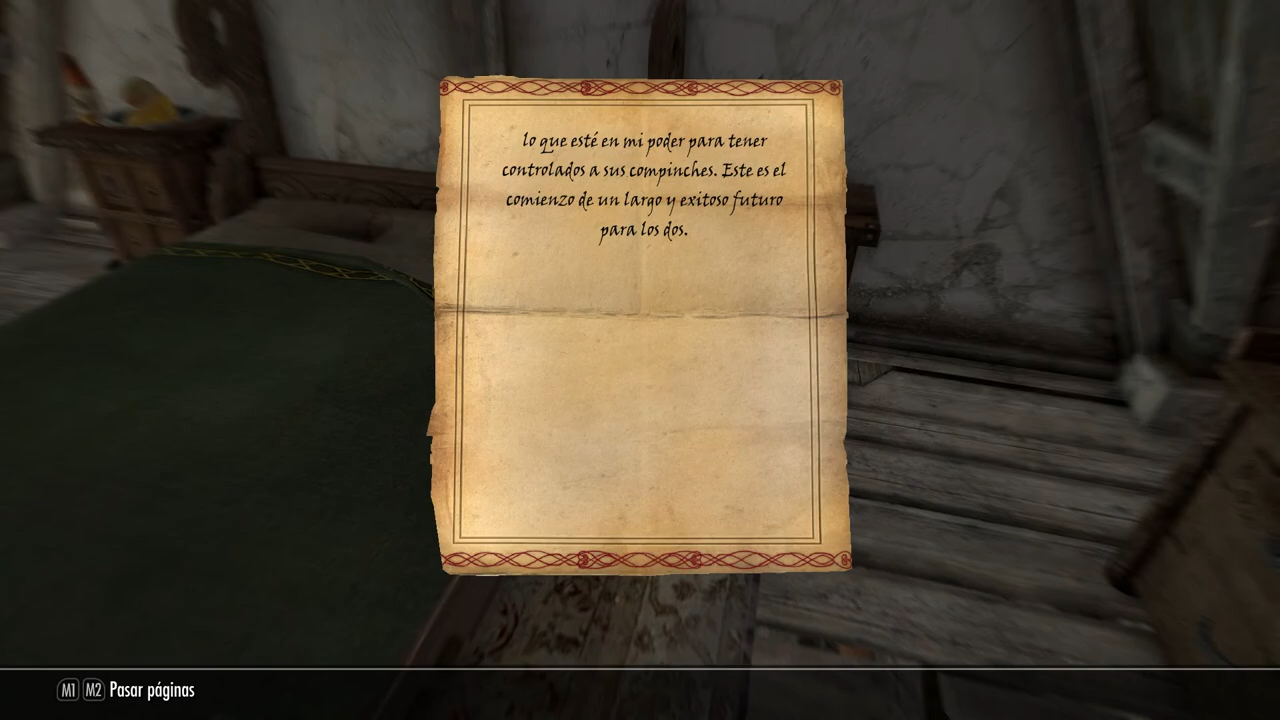 lo que esté en mi poder para tener
controlados a sus compinches. Este es el
comienzo de un largo y exitoso futuro
para los dos.
M1 M2 Pasar páginas